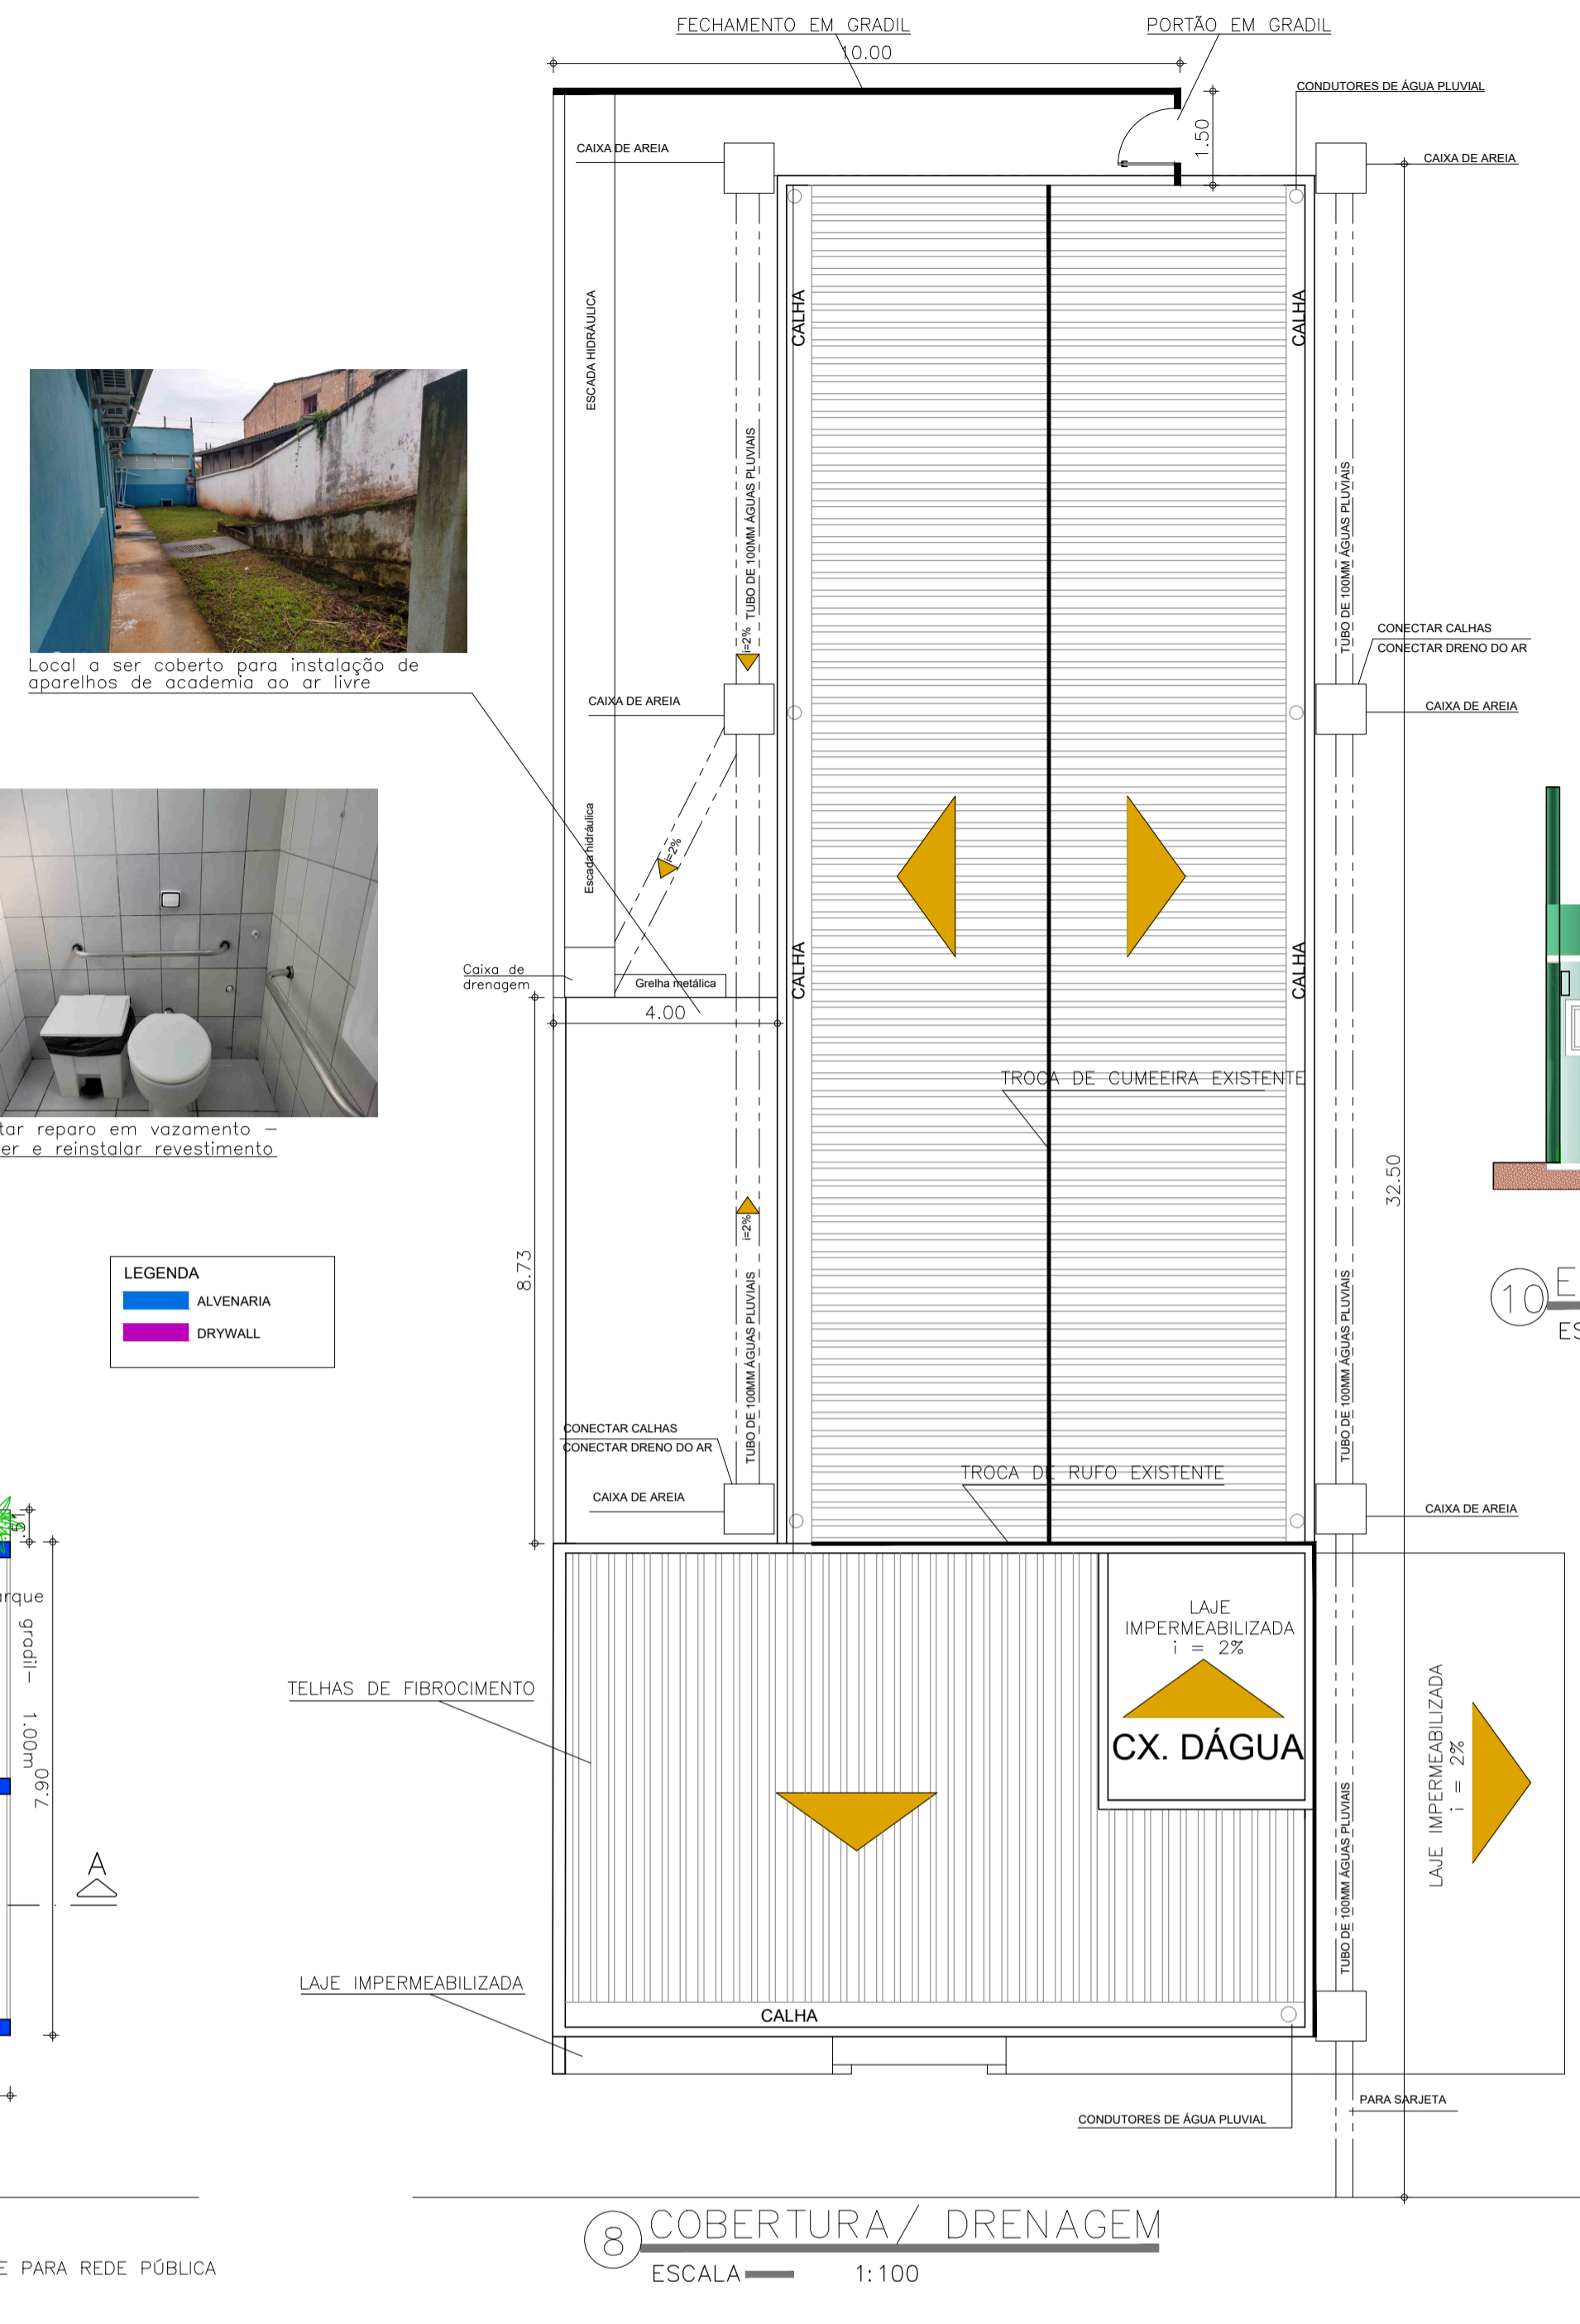 FECHAMENTO EM GRADIL
PORTÃO EM GRADIL
10.00
CONDUTORES DE ÁGUA PLUVIAL
1.50
CAIXA DE AREIA
CAIXA DE AREIA
ESCADA HIDRÁULICA
CALHA
CALHA
TUBO DE 100MM ÁGUAS PLUVIAIS
i=2%
TUBO DE 100MM ÁGUAS PLUVIAIS
CONECTAR CALHAS
CONECTAR DRENO DO AR
Local a ser coberto para instalação de
aparelhos de academia ao ar livre
CAIXA DE AREIA
CAIXA DE AREIA
Escada hidráulica
i=2%
Caixa de
drenagem
Grelha metálica
4.00
CALHA
CALHA
TROCA DE CUMEEIRA EXISTENTE
tar reparo em vazamento –
er e reinstalar revestimento
32.50
8.73
i=2%
TUBO DE 100MM ÁGUAS PLUVIAIS
TUBO DE 100MM ÁGUAS PLUVIAIS
LEGENDA
ALVENARIA
DRYWALL
10
E
ES
CONECTAR CALHAS
CONECTAR DRENO DO AR
TROCA DE RUFO EXISTENTE
CAIXA DE AREIA
CAIXA DE AREIA
arque
gradil– 1.00m
7.90
A
LAJE
IMPERMEABILIZADA
i = 2%
CX. DÁGUA
TELHAS DE FIBROCIMENTO
LAJE IMPERMEABILIZADA
i = 2%
TUBO DE 100MM ÁGUAS PLUVIAIS
LAJE IMPERMEABILIZADA
CALHA
PARA SARJETA
CONDUTORES DE ÁGUA PLUVIAL
8
COBERTURA/ DRENAGEM
ESCALA
1:100
E PARA REDE PÚBLICA